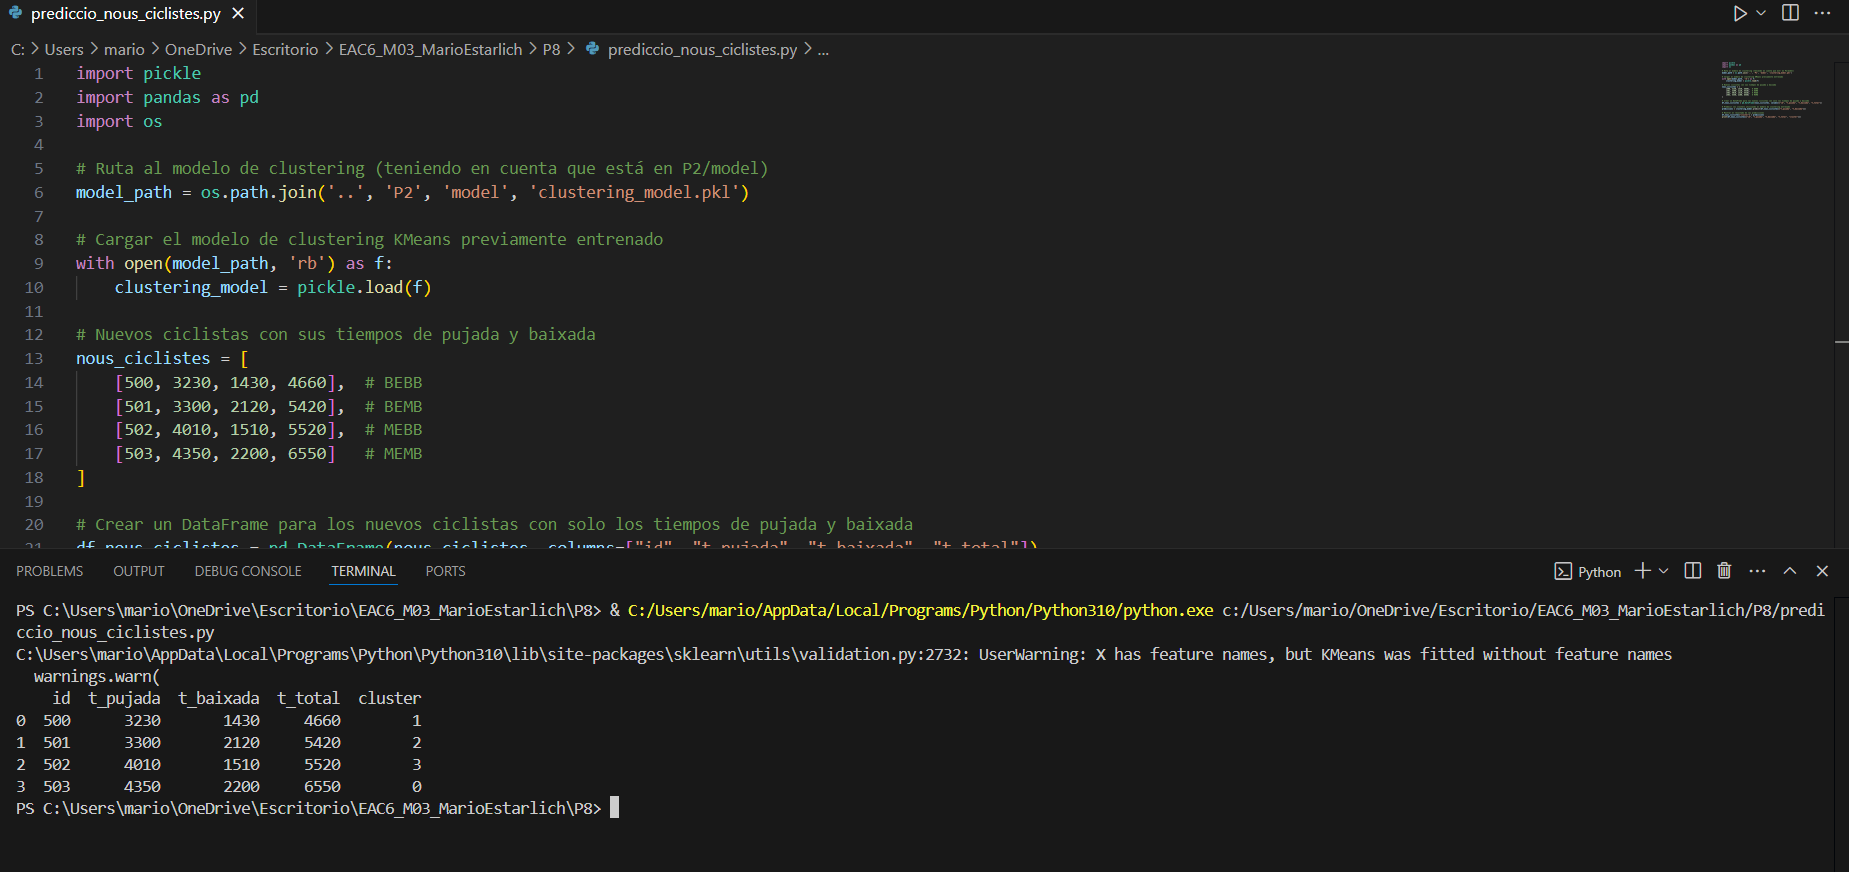 prediccio_nous_ciclistes.py
C: > Users > mario > OneDrive > Escritorio > EAC6_M03_MarioEstarlich > P8 > prediccio_nous_ciclistes.py > ...
1 import pickle
2 import pandas as pd
3 import os
4
5 # Ruta al modelo de clustering (teniendo en cuenta que está en P2/model)
6 model_path = os.path.join('..', 'P2', 'model', 'clustering_model.pkl')
7
8 # Cargar el modelo de clustering KMeans previamente entrenado
9 with open(model_path, 'rb') as f:
10     clustering_model = pickle.load(f)
11
12 # Nuevos ciclistas con sus tiempos de pujada y baixada
13 nous_ciclistes = [
14     [500, 3230, 1430, 4660],  # BEBB
15     [501, 3300, 2120, 5420],  # BEMB
16     [502, 4010, 1510, 5520],  # MEBB
17     [503, 4350, 2200, 6550]   # MEMB
18 ]
19
20 # Crear un DataFrame para los nuevos ciclistas con solo los tiempos de pujada y baixada
21 df_nous_ciclistes = pd.DataFrame(nous_ciclistes, columns=["id", "t_pujada", "t_baixada", "t_total"])
PROBLEMS OUTPUT DEBUG CONSOLE TERMINAL PORTS Python
PS C:\Users\mario\OneDrive\Escritorio\EAC6_M03_MarioEstarlich\P8> & C:/Users/mario/AppData/Local/Programs/Python/Python310/python.exe c:/Users/mario/OneDrive/Escritorio/EAC6_M03_MarioEstarlich/P8/predi
ccio_nous_ciclistes.py
C:\Users\mario\AppData\Local\Programs\Python\Python310\lib\site-packages\sklearn\utils\validation.py:2732: UserWarning: X has feature names, but KMeans was fitted without feature names
  warnings.warn(
    id  t_pujada  t_baixada  t_total  cluster
0  500      3230       1430     4660        1
1  501      3300       2120     5420        2
2  502      4010       1510     5520        3
3  503      4350       2200     6550        0
PS C:\Users\mario\OneDrive\Escritorio\EAC6_M03_MarioEstarlich\P8>